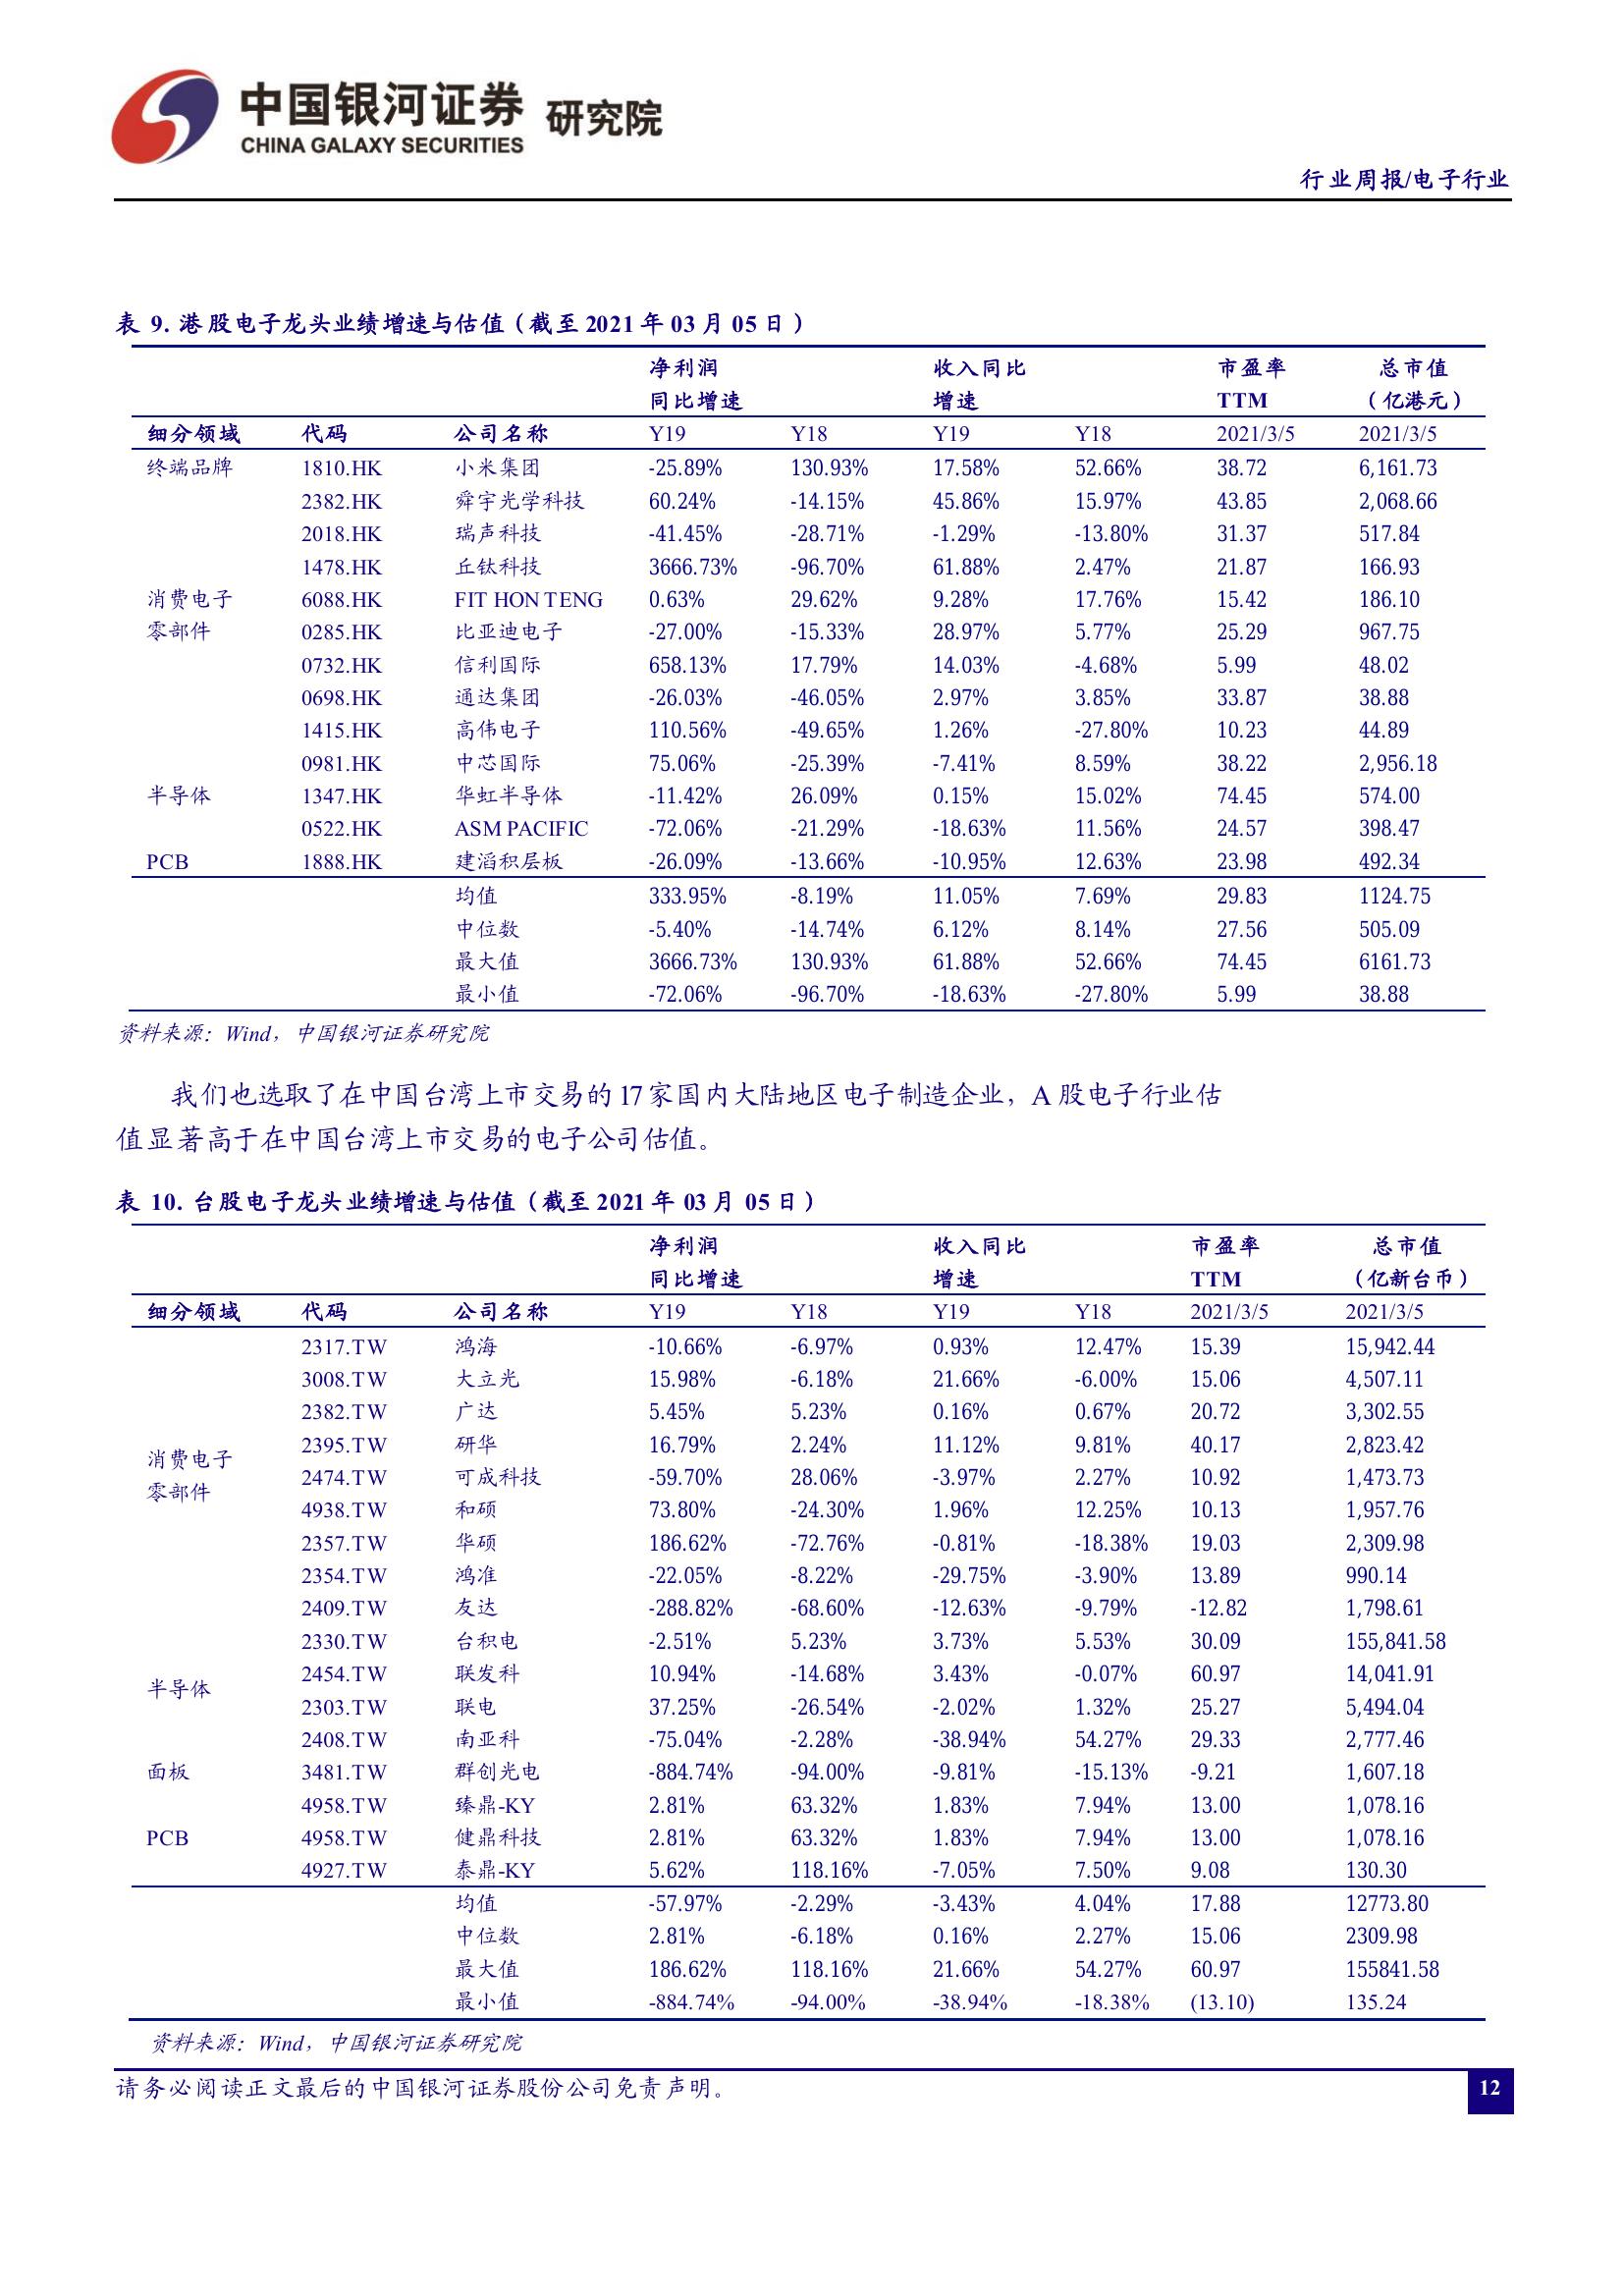 中国银河证券 研究院
CHINA GALAXY SECURITIES
行业周报/电子行业
表 9. 港股电子龙头业绩增速与估值（截至 2021 年 03 月 05 日）
净利润 收入同比 市盈率 总市值
同比增速 增速 TTM （亿港元）
细分领域 代码 公司名称 Y19 Y18 Y19 Y18 2021/3/5 2021/3/5
终端品牌 1810.HK 小米集团 -25.89% 130.93% 17.58% 52.66% 38.72 6,161.73
2382.HK 舜宇光学科技 60.24% -14.15% 45.86% 15.97% 43.85 2,068.66
2018.HK 瑞声科技 -41.45% -28.71% -1.29% -13.80% 31.37 517.84
1478.HK 丘钛科技 3666.73% -96.70% 61.88% 2.47% 21.87 166.93
消费电子 6088.HK FIT HON TENG 0.63% 29.62% 9.28% 17.76% 15.42 186.10
零部件 0285.HK 比亚迪电子 -27.00% -15.33% 28.97% 5.77% 25.29 967.75
0732.HK 信利国际 658.13% 17.79% 14.03% -4.68% 5.99 48.02
0698.HK 通达集团 -26.03% -46.05% 2.97% 3.85% 33.87 38.88
1415.HK 高伟电子 110.56% -49.65% 1.26% -27.80% 10.23 44.89
0981.HK 中芯国际 75.06% -25.39% -7.41% 8.59% 38.22 2,956.18
半导体 1347.HK 华虹半导体 -11.42% 26.09% 0.15% 15.02% 74.45 574.00
0522.HK ASM PACIFIC -72.06% -21.29% -18.63% 11.56% 24.57 398.47
PCB 1888.HK 建滔积层板 -26.09% -13.66% -10.95% 12.63% 23.98 492.34
均值 333.95% -8.19% 11.05% 7.69% 29.83 1124.75
中位数 -5.40% -14.74% 6.12% 8.14% 27.56 505.09
最大值 3666.73% 130.93% 61.88% 52.66% 74.45 6161.73
最小值 -72.06% -96.70% -18.63% -27.80% 5.99 38.88
资料来源：Wind，中国银河证券研究院
我们也选取了在中国台湾上市交易的 17 家国内大陆地区电子制造企业，A 股电子行业估
值显著高于在中国台湾上市交易的电子公司估值。
表 10. 台股电子龙头业绩增速与估值（截至 2021 年 03 月 05 日）
净利润 收入同比 市盈率 总市值
同比增速 增速 TTM （亿新台币）
细分领域 代码 公司名称 Y19 Y18 Y19 Y18 2021/3/5 2021/3/5
2317.TW 鸿海 -10.66% -6.97% 0.93% 12.47% 15.39 15,942.44
3008.TW 大立光 15.98% -6.18% 21.66% -6.00% 15.06 4,507.11
2382.TW 广达 5.45% 5.23% 0.16% 0.67% 20.72 3,302.55
2395.TW 研华 16.79% 2.24% 11.12% 9.81% 40.17 2,823.42
消费电子
2474.TW 可成科技 -59.70% 28.06% -3.97% 2.27% 10.92 1,473.73
零部件
4938.TW 和硕 73.80% -24.30% 1.96% 12.25% 10.13 1,957.76
2357.TW 华硕 186.62% -72.76% -0.81% -18.38% 19.03 2,309.98
2354.TW 鸿准 -22.05% -8.22% -29.75% -3.90% 13.89 990.14
2409.TW 友达 -288.82% -68.60% -12.63% -9.79% -12.82 1,798.61
2330.TW 台积电 -2.51% 5.23% 3.73% 5.53% 30.09 155,841.58
2454.TW 联发科 10.94% -14.68% 3.43% -0.07% 60.97 14,041.91
半导体
2303.TW 联电 37.25% -26.54% -2.02% 1.32% 25.27 5,494.04
2408.TW 南亚科 -75.04% -2.28% -38.94% 54.27% 29.33 2,777.46
面板 3481.TW 群创光电 -884.74% -94.00% -9.81% -15.13% -9.21 1,607.18
4958.TW 臻鼎-KY 2.81% 63.32% 1.83% 7.94% 13.00 1,078.16
PCB 4958.TW 健鼎科技 2.81% 63.32% 1.83% 7.94% 13.00 1,078.16
4927.TW 泰鼎-KY 5.62% 118.16% -7.05% 7.50% 9.08 130.30
均值 -57.97% -2.29% -3.43% 4.04% 17.88 12773.80
中位数 2.81% -6.18% 0.16% 2.27% 15.06 2309.98
最大值 186.62% 118.16% 21.66% 54.27% 60.97 155841.58
最小值 -884.74% -94.00% -38.94% -18.38% (13.10) 135.24
资料来源：Wind，中国银河证券研究院
请务必阅读正文最后的中国银河证券股份公司免责声明。
12